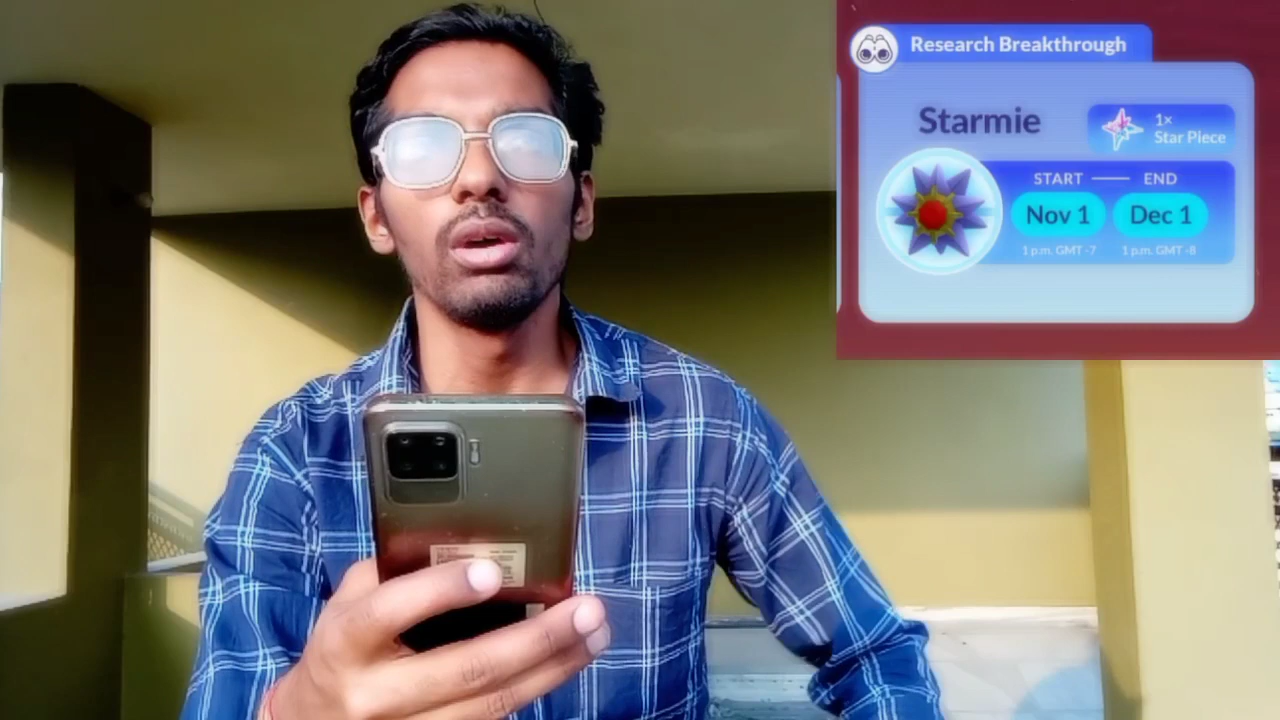 Research Breakthrough
Starmie
1×
Star Piece
START — END
Nov 1 Dec 1
1 p.m. GMT -7 1 p.m. GMT -8